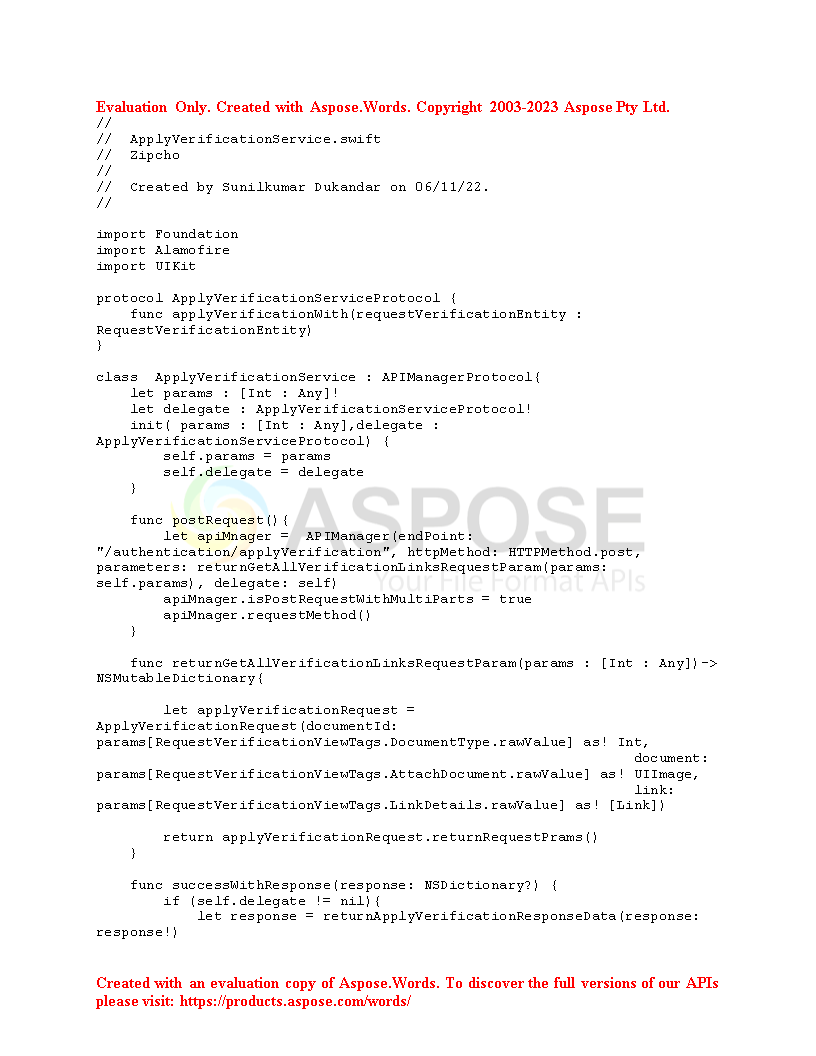 Evaluation Only. Created with Aspose.Words. Copyright 2003-2023 Aspose Pty Ltd.
//
//  ApplyVerificationService.swift
//  Zipcho
//
//  Created by Sunilkumar Dukandar on 06/11/22.
//
import Foundation
import Alamofire
import UIKit
protocol ApplyVerificationServiceProtocol {
    func applyVerificationWith(requestVerificationEntity :
RequestVerificationEntity)
}
class  ApplyVerificationService : APIManagerProtocol{
    let params : [Int : Any]!
    let delegate : ApplyVerificationServiceProtocol!
    init( params : [Int : Any],delegate :
ApplyVerificationServiceProtocol) {
        self.params = params
        self.delegate = delegate
    }
    func postRequest(){
        let apiMnager =  APIManager(endPoint:
"/authentication/applyVerification", httpMethod: HTTPMethod.post,
parameters: returnGetAllVerificationLinksRequestParam(params:
self.params), delegate: self)
        apiMnager.isPostRequestWithMultiParts = true
        apiMnager.requestMethod()
    }
    func returnGetAllVerificationLinksRequestParam(params : [Int : Any])->
NSMutableDictionary{
        let applyVerificationRequest =
ApplyVerificationRequest(documentId:
params[RequestVerificationViewTags.DocumentType.rawValue] as! Int,
                                                                document:
params[RequestVerificationViewTags.AttachDocument.rawValue] as! UIImage,
                                                                link:
params[RequestVerificationViewTags.LinkDetails.rawValue] as! [Link])
        return applyVerificationRequest.returnRequestPrams()
    }
    func successWithResponse(response: NSDictionary?) {
        if (self.delegate != nil){
            let response = returnApplyVerificationResponseData(response:
response!)
ASPOSE
Your File Format APIs
Created with an evaluation copy of Aspose.Words. To discover the full versions of our APIs
please visit: https://products.aspose.com/words/